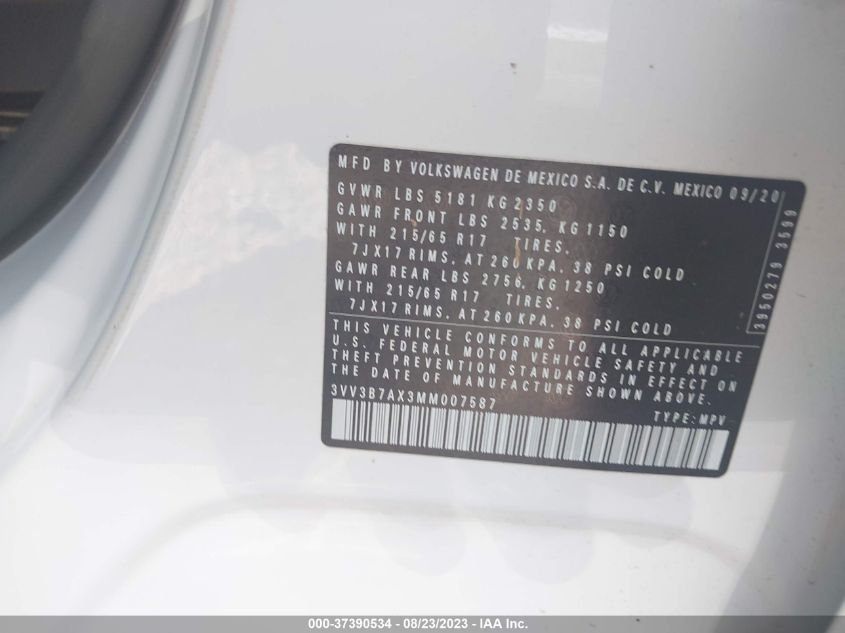 MFD BY VOLKSWAGEN DE MEXICO S.A. DE C.V. MEXICO 09/20
GVWR LBS 5181 KG 2350
GAWR FRONT LBS 2535, KG 1150
WITH 215/65 R17 TIRES,
7JX17 RIMS, AT 260 KPA, 38 PSI COLD
GAWR REAR LBS 2756, KG 1250
WITH 215/65 R17 TIRES,
7JX17 RIMS, AT 260 KPA, 38 PSI COLD
3950279 3599
THIS VEHICLE CONFORMS TO ALL APPLICABLE
U.S. FEDERAL MOTOR VEHICLE SAFETY AND
THEFT PREVENTION STANDARDS IN EFFECT ON
THE DATE OF MANUFACTURE SHOWN ABOVE.
3VV3B7AX3MM007587
TYPE: MPV
000-37390534 - 08/23/2023 - IAA Inc.